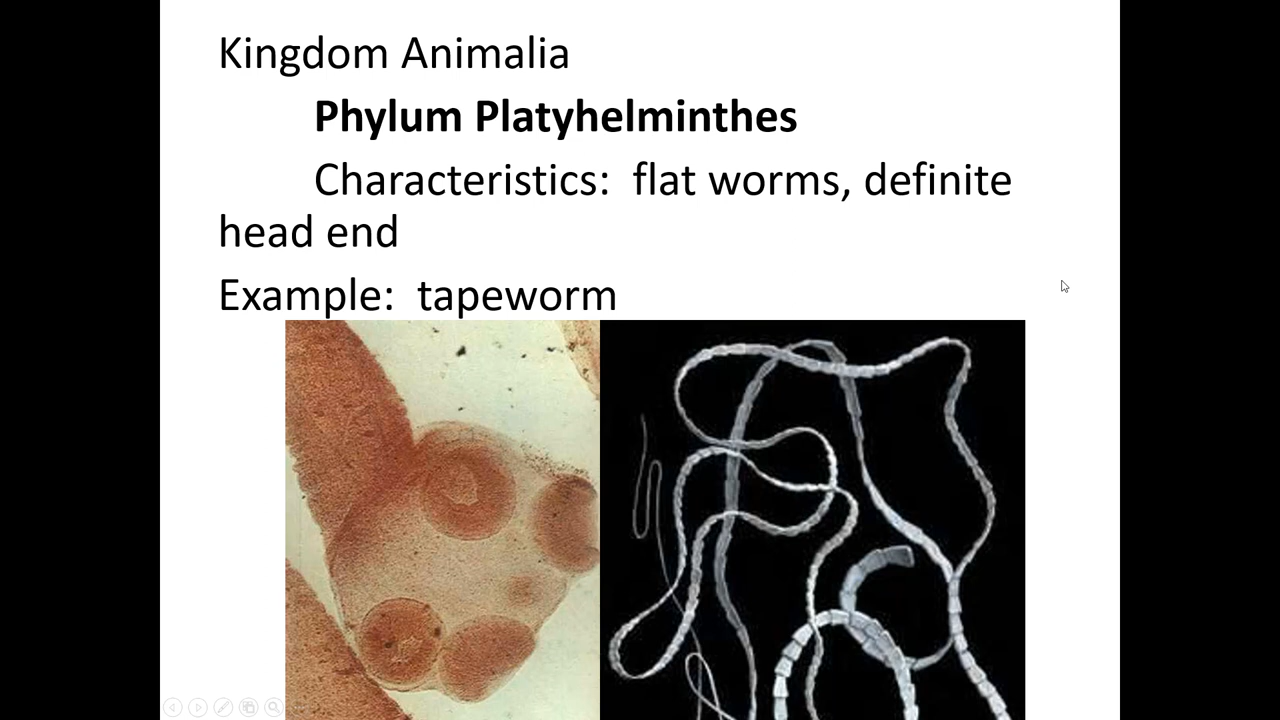 Kingdom Animalia
Phylum Platyhelminthes
Characteristics: flat worms, definite
head end
Example: tapeworm